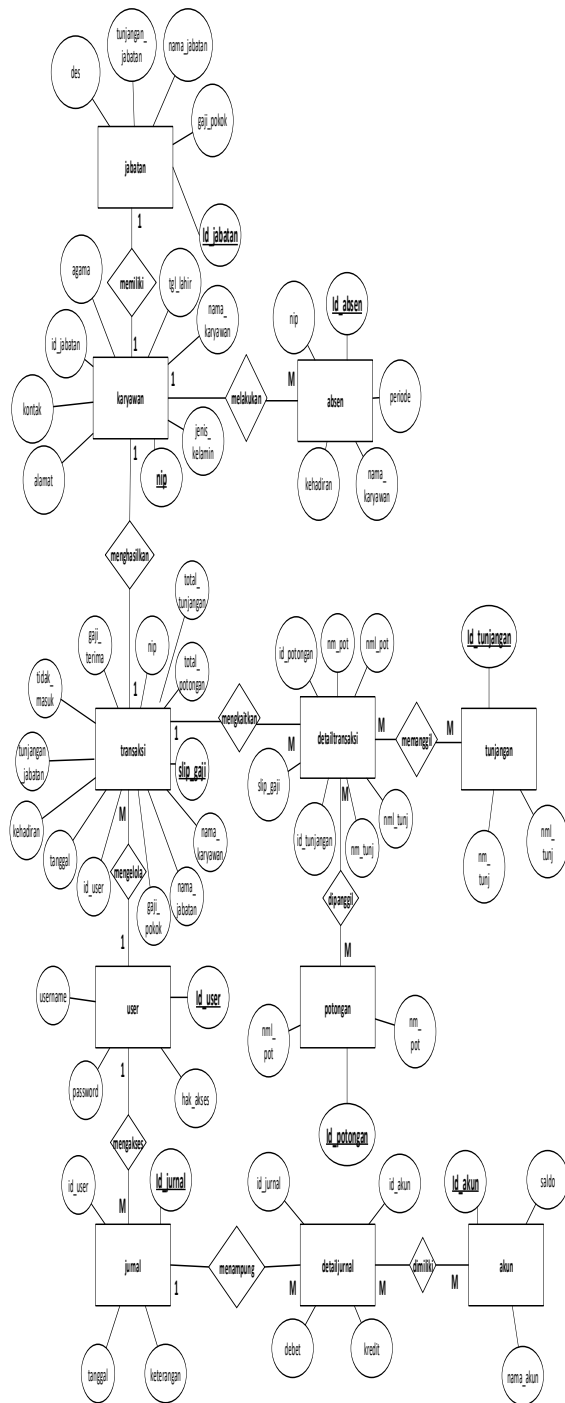 tunjangan_
jabatan
nama_jabatan
des
gaji_pokok
jabatan
Id_jabatan
1
memiliki
agama
tgl_lahir
nama_
karyawan
id_jabatan
1
karyawan
1
kontak
jenis_
kelamin
alamat
nip
1
melakukan
M
Id_absen
nip
absen
periode
kehadiran
nama_
karyawan
menghasilkan
total_
tunjangan
gaji_
terima
nip
total_
potongan
tidak_
masuk
1
transaksi
1
tunjangan
_jabatan
slip_gaji
kehadiran
tanggal
id_user
M
gaji_
pokok
nama_
jabatan
nama_
karyawan
mengkaitkan
M
id_potongan
nm_pot
nml_pot
detailtransaksi
M
slip_gaji
id_tunjangan
M
nm_tunj
nml_tunj
memanggil
M
Id_tunjangan
tunjangan
nm_
tunj
nml_
tunj
mengelola
1
dipanggil
M
username
user
Id_user
password
1
hak_akses
potongan
nml_
pot
nm_
pot
Id_potongan
mengakses
M
id_user
Id_jurnal
jurnal
1
tanggal
keterangan
menampung
M
id_jurnal
id_akun
detailjurnal
M
debet
kredit
dimiliki
M
Id_akun
saldo
akun
nama_akun